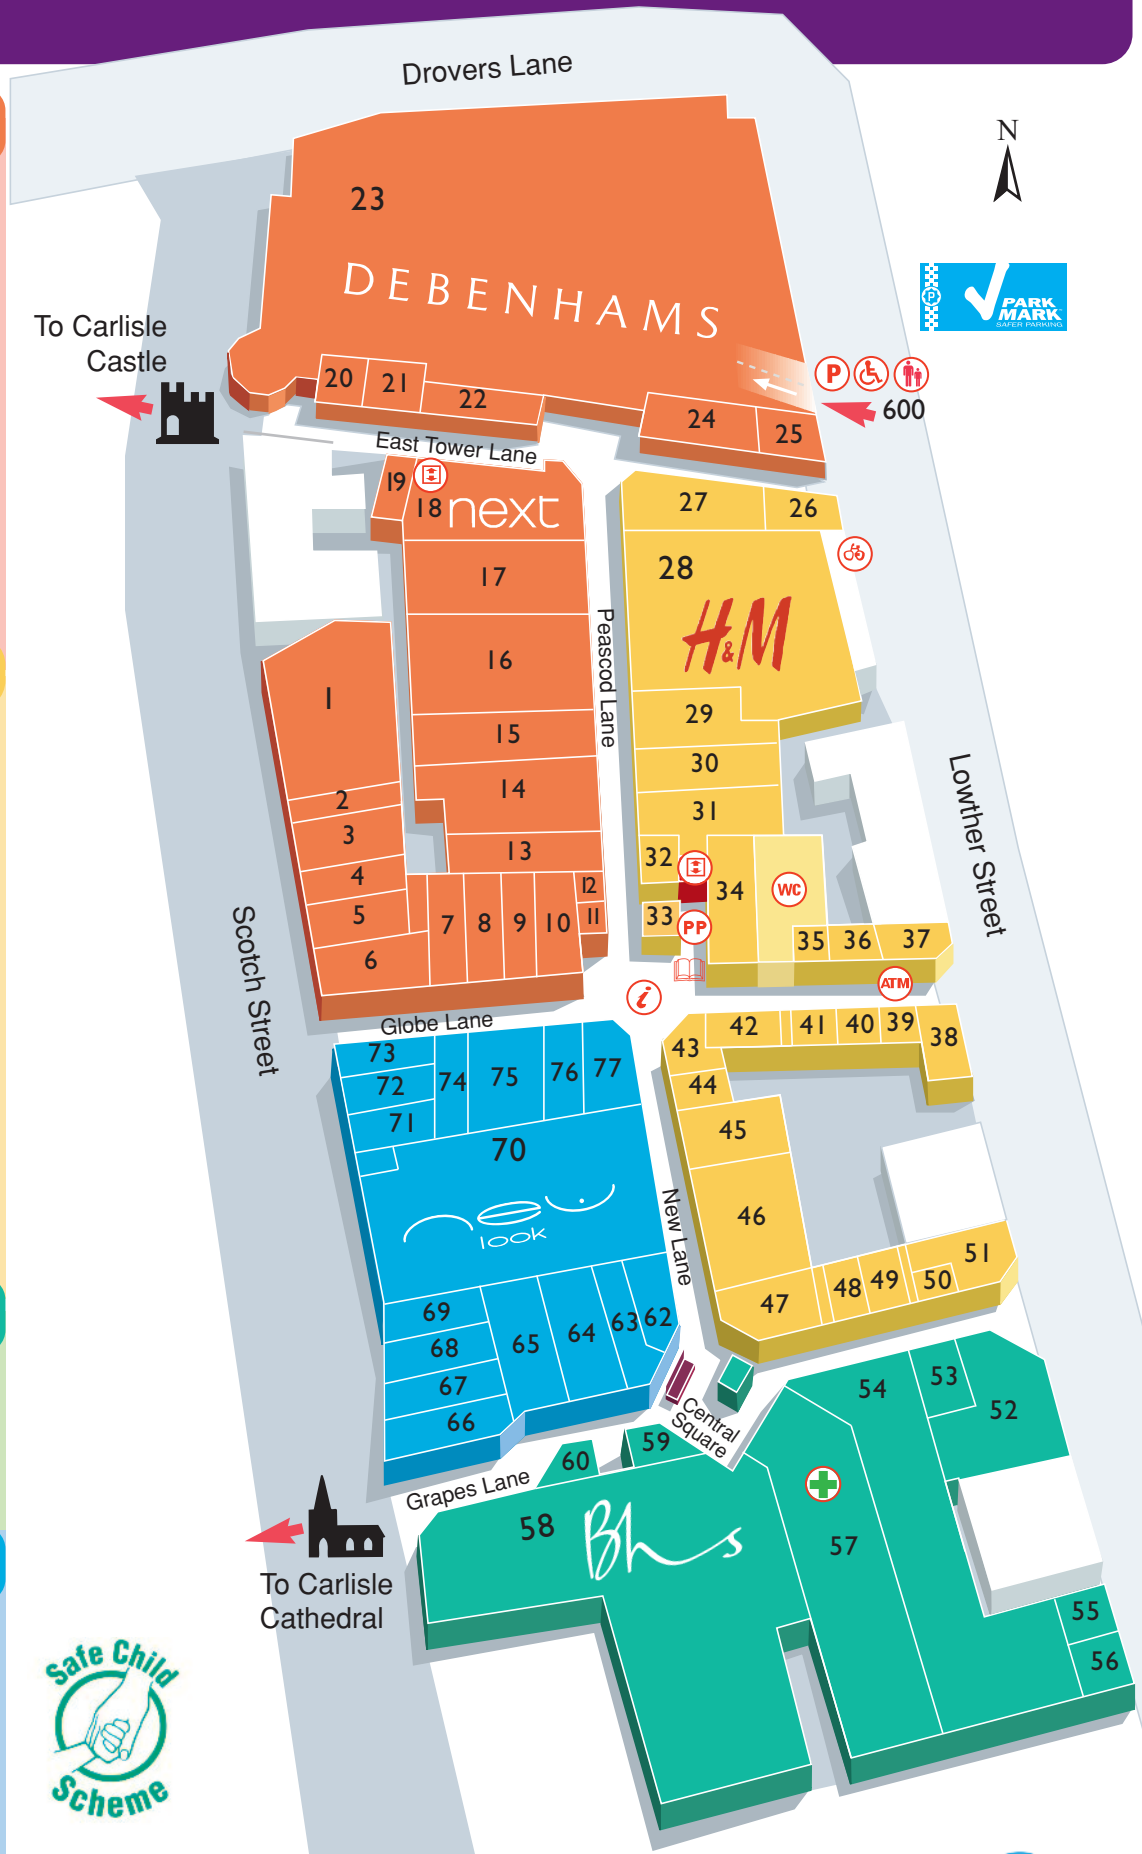 Drovers Lane
N
23
DEBENHAMS
P
PARK
MARK
SAFER PARKING
To Carlisle
Castle
P
600
20
21
22
24
25
East Tower Lane
19
18
next
27
26
17
28
H&M
16
Peascod Lane
1
29
15
30
14
31
2
3
13
32
4
12
34
WC
5
7
8
9
10
11
33
PP
35
36
37
6
Lowther Street
Scotch Street
i
ATM
Globe Lane
42
41
40
39
38
43
73
72
74
75
76
77
44
71
45
70
new
look
46
New Lane
51
50
49
48
47
69
68
67
66
65
64
63
62
54
53
52
Central
Square
59
60
Grapes Lane
58
Bhs
57
To Carlisle
Cathedral
55
56
Safe Child
Scheme